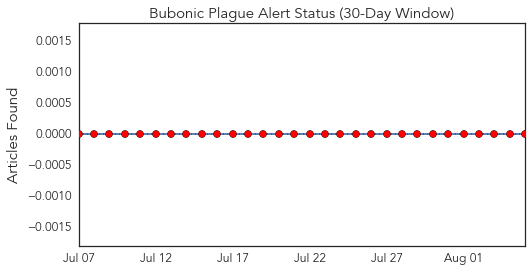 Bubonic Plague Alert Status (30-Day Window)
Articles Found
0.0015
0.0010
0.0005
0.0000
−0.0005
−0.0010
−0.0015
Jul 07 Jul 12 Jul 17 Jul 22 Jul 27 Aug 01